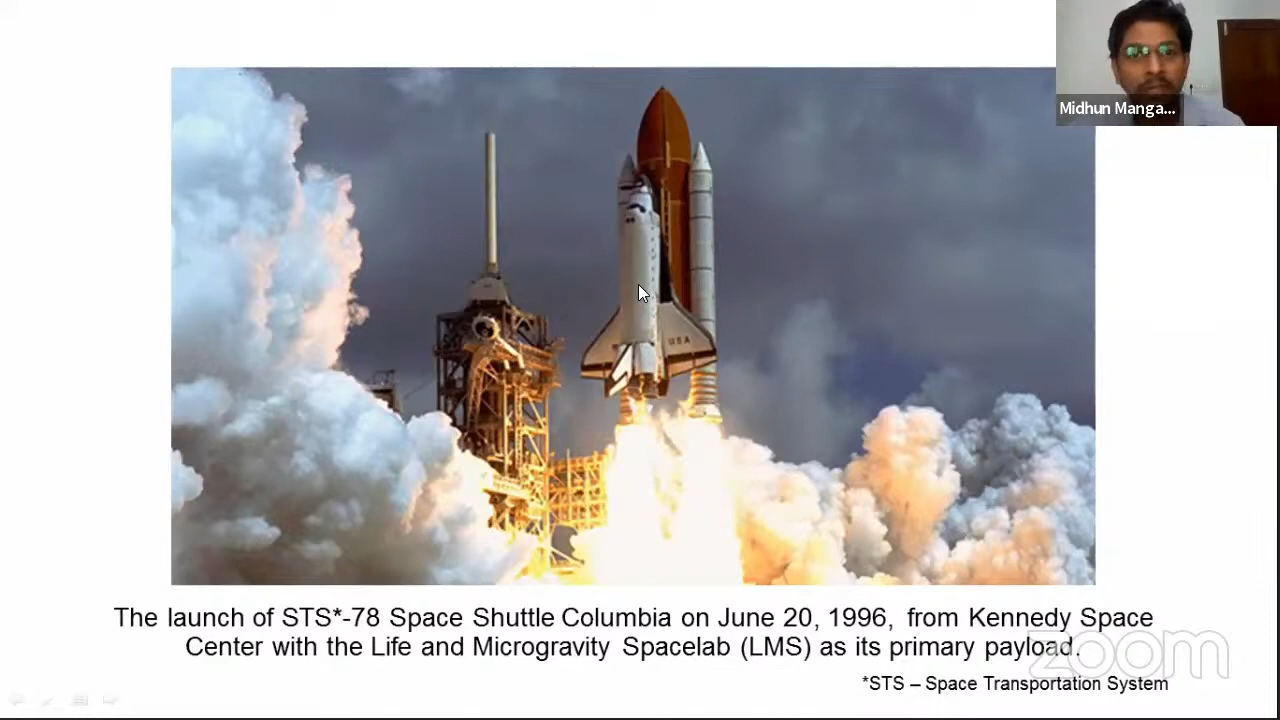 Midhun Manga...
USA
The launch of STS*-78 Space Shuttle Columbia on June 20, 1996, from Kennedy Space
Center with the Life and Microgravity Spacelab (LMS) as its primary payload.
zoom
*STS – Space Transportation System